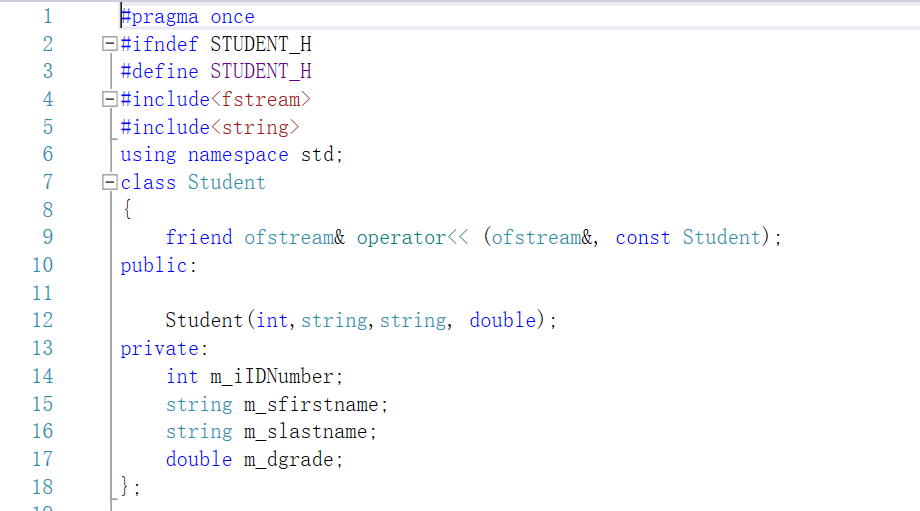 1 #pragma once
2 #ifndef STUDENT_H
3 #define STUDENT_H
4 #include<fstream>
5 #include<string>
6 using namespace std;
7 class Student
8 {
9 friend ofstream& operator<< (ofstream&, const Student);
10 public:
11
12 Student(int,string,string, double);
13 private:
14 int m_iIDNumber;
15 string m_sfirstname;
16 string m_slastname;
17 double m_dgrade;
18 };